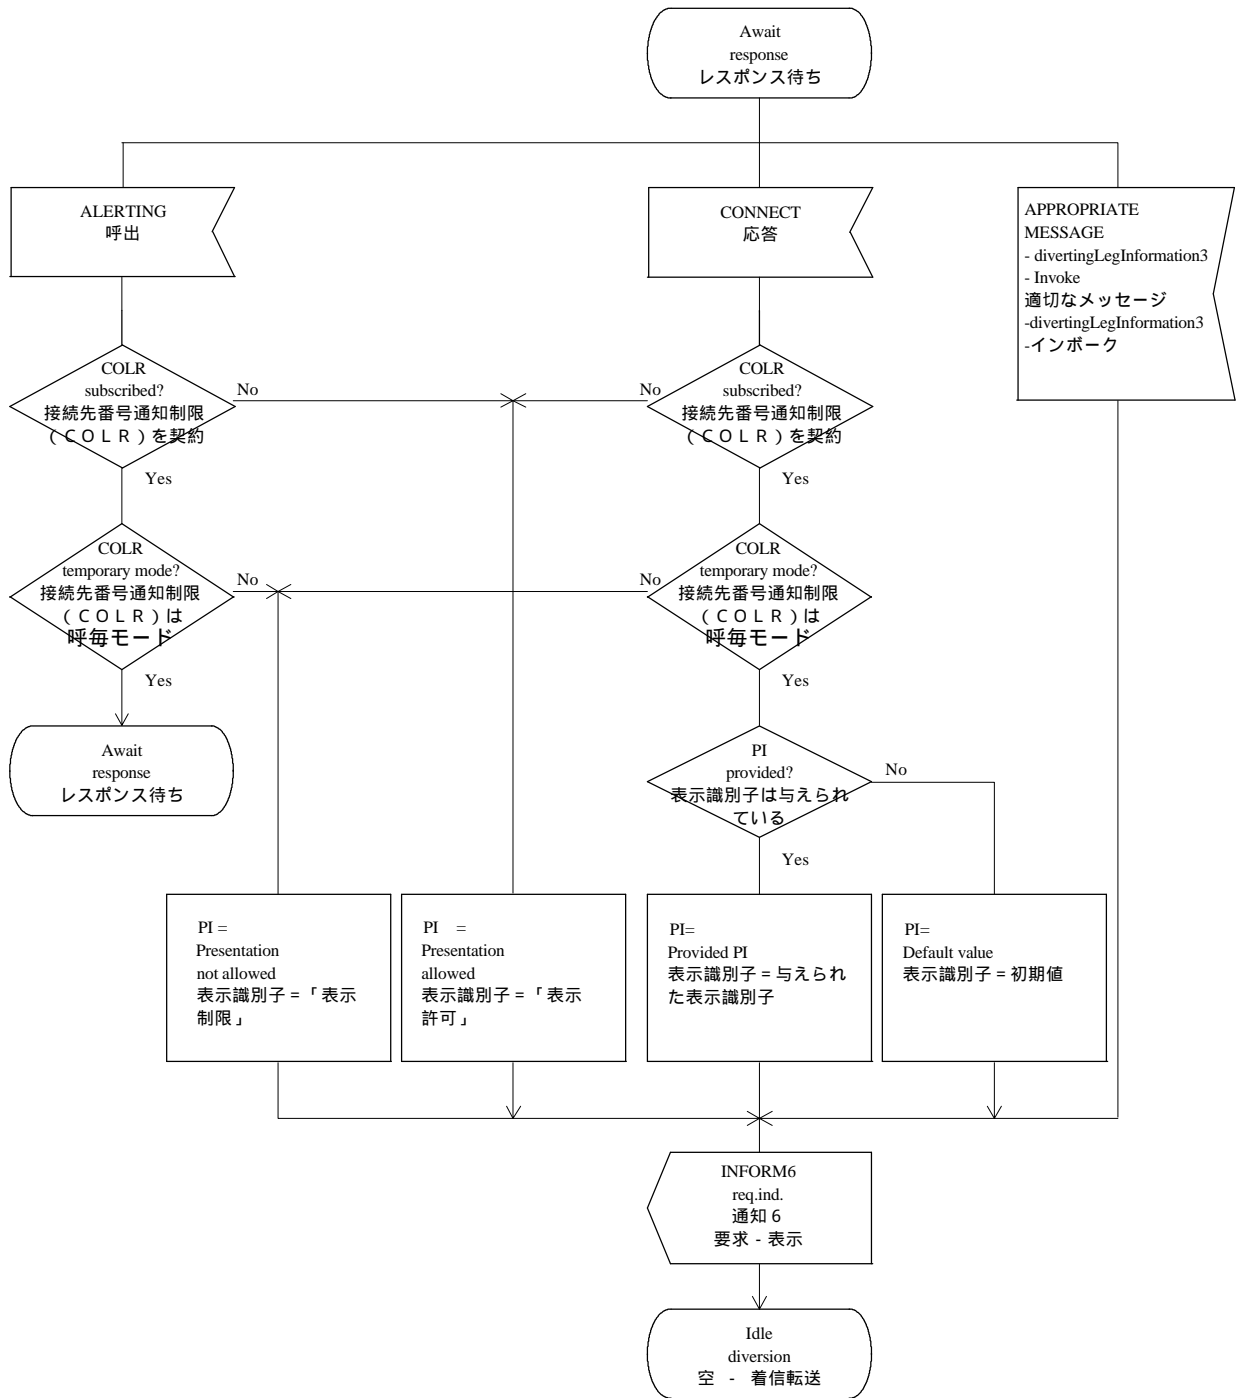 Await
response
レスポンス待ち
ALERTING
呼出
CONNECT
応答
APPROPRIATE
MESSAGE
- divertingLegInformation3
- Invoke
適切なメッセージ
-divertingLegInformation3
-インボーク
COLR
subscribed?
接続先番号通知制限
(ＣＯＬＲ)を契約
No
Yes
COLR
subscribed?
接続先番号通知制限
(ＣＯＬＲ)を契約
No
Yes
COLR
temporary mode?
接続先番号通知制限
(ＣＯＬＲ)は
呼毎モード
No
Yes
COLR
temporary mode?
接続先番号通知制限
(ＣＯＬＲ)は
呼毎モード
No
Yes
Await
response
レスポンス待ち
PI
provided?
表示識別子は与えられ
ている
No
Yes
PI =
Presentation
not allowed
表示識別子 =「表示
制限」
PI =
Presentation
allowed
表示識別子 =「表示
許可」
PI=
Provided PI
表示識別子 = 与えられ
た表示識別子
PI=
Default value
表示識別子 = 初期値
INFORM6
req.ind.
通知６
要求 - 表示
Idle
diversion
空 - 着信転送